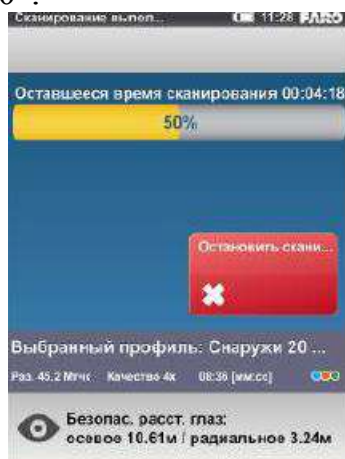 Сканирование выпол...
11:28 FARO
Оставшееся время сканирования 00:04:18
50%
Остановить скани...
Выбранный профиль: Снаружи 20 ...
Раз. 45.2 Мтчк Качество 4x 08:36 [мм:сс]
Безопас. расст. глаз:
осевое 10.61м / радиальное 3.24м